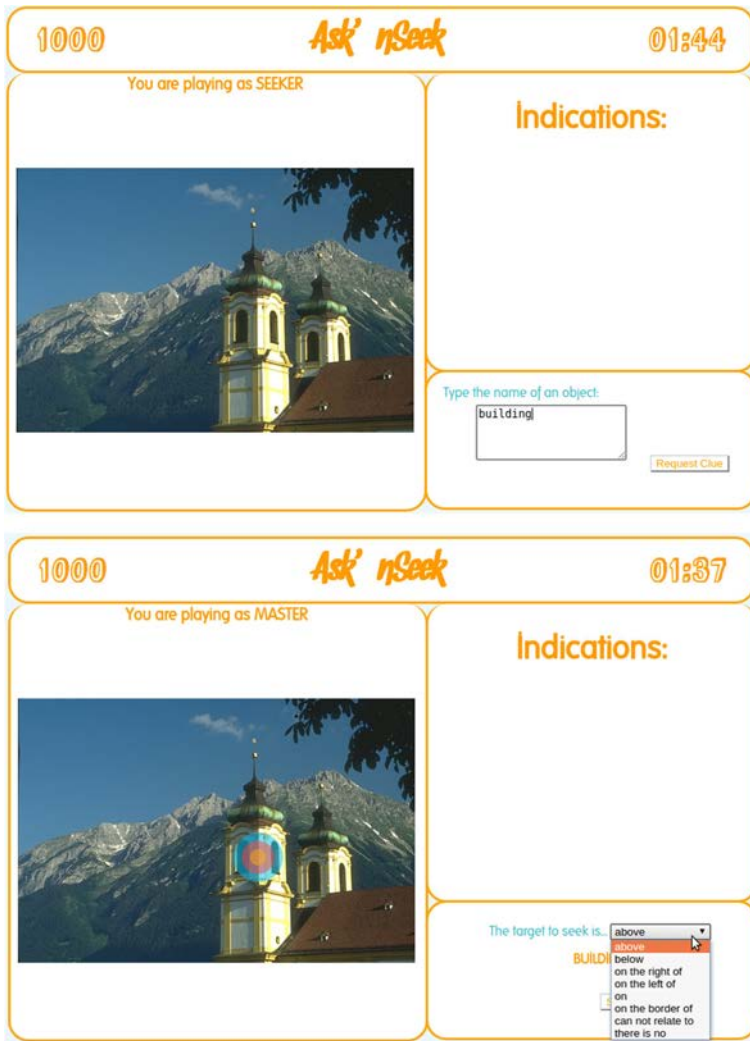 1000
Ask' nSeek
01:44
You are playing as SEEKER
Indications:
Type the name of an object:
building
Request Clue
1000
Ask' nSeek
01:37
You are playing as MASTER
Indications:
The target to seek is... above
above
below
on the right of
on the left of
on
on the border of
can not relate to
there is no